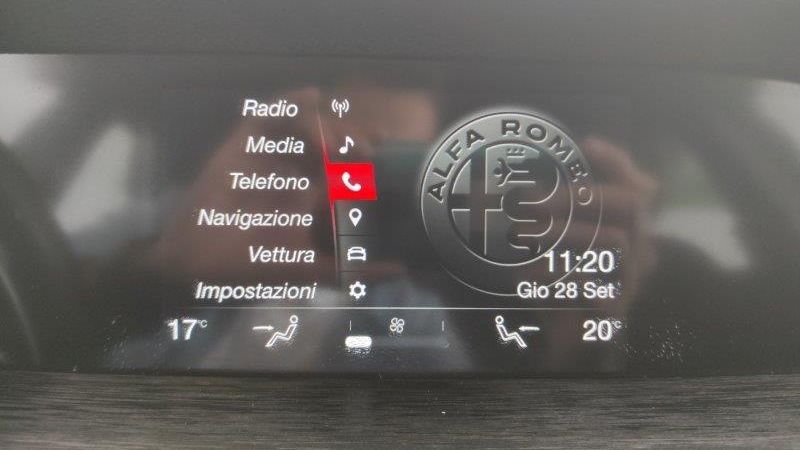 Radio
Media
Telefono
Navigazione
Vettura
Impostazioni
ALFA ROMEO
11:20
Gio 28 Set
17°C
20°C